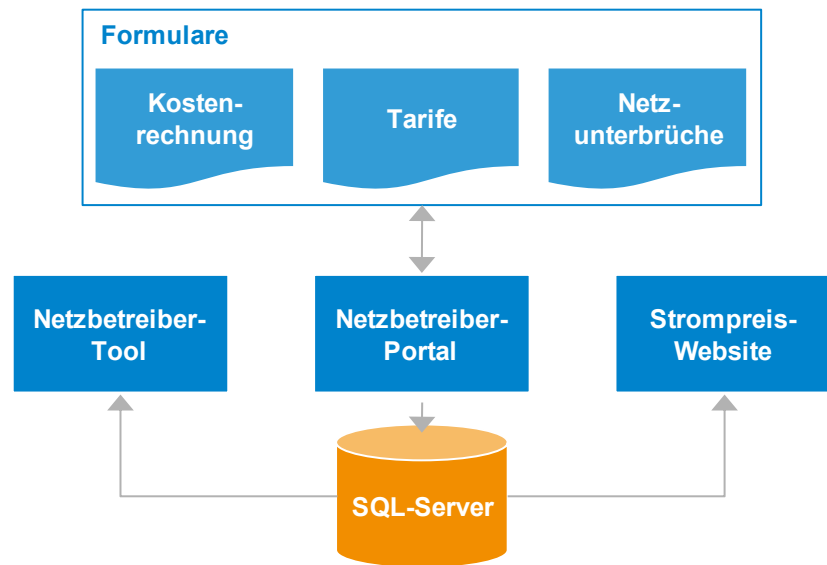 Formulare
Kosten-
rechnung
Tarife
Netz-
unterbrüche
Netzbetreiber-
Tool
Netzbetreiber-
Portal
Strompreis-
Website
SQL-Server